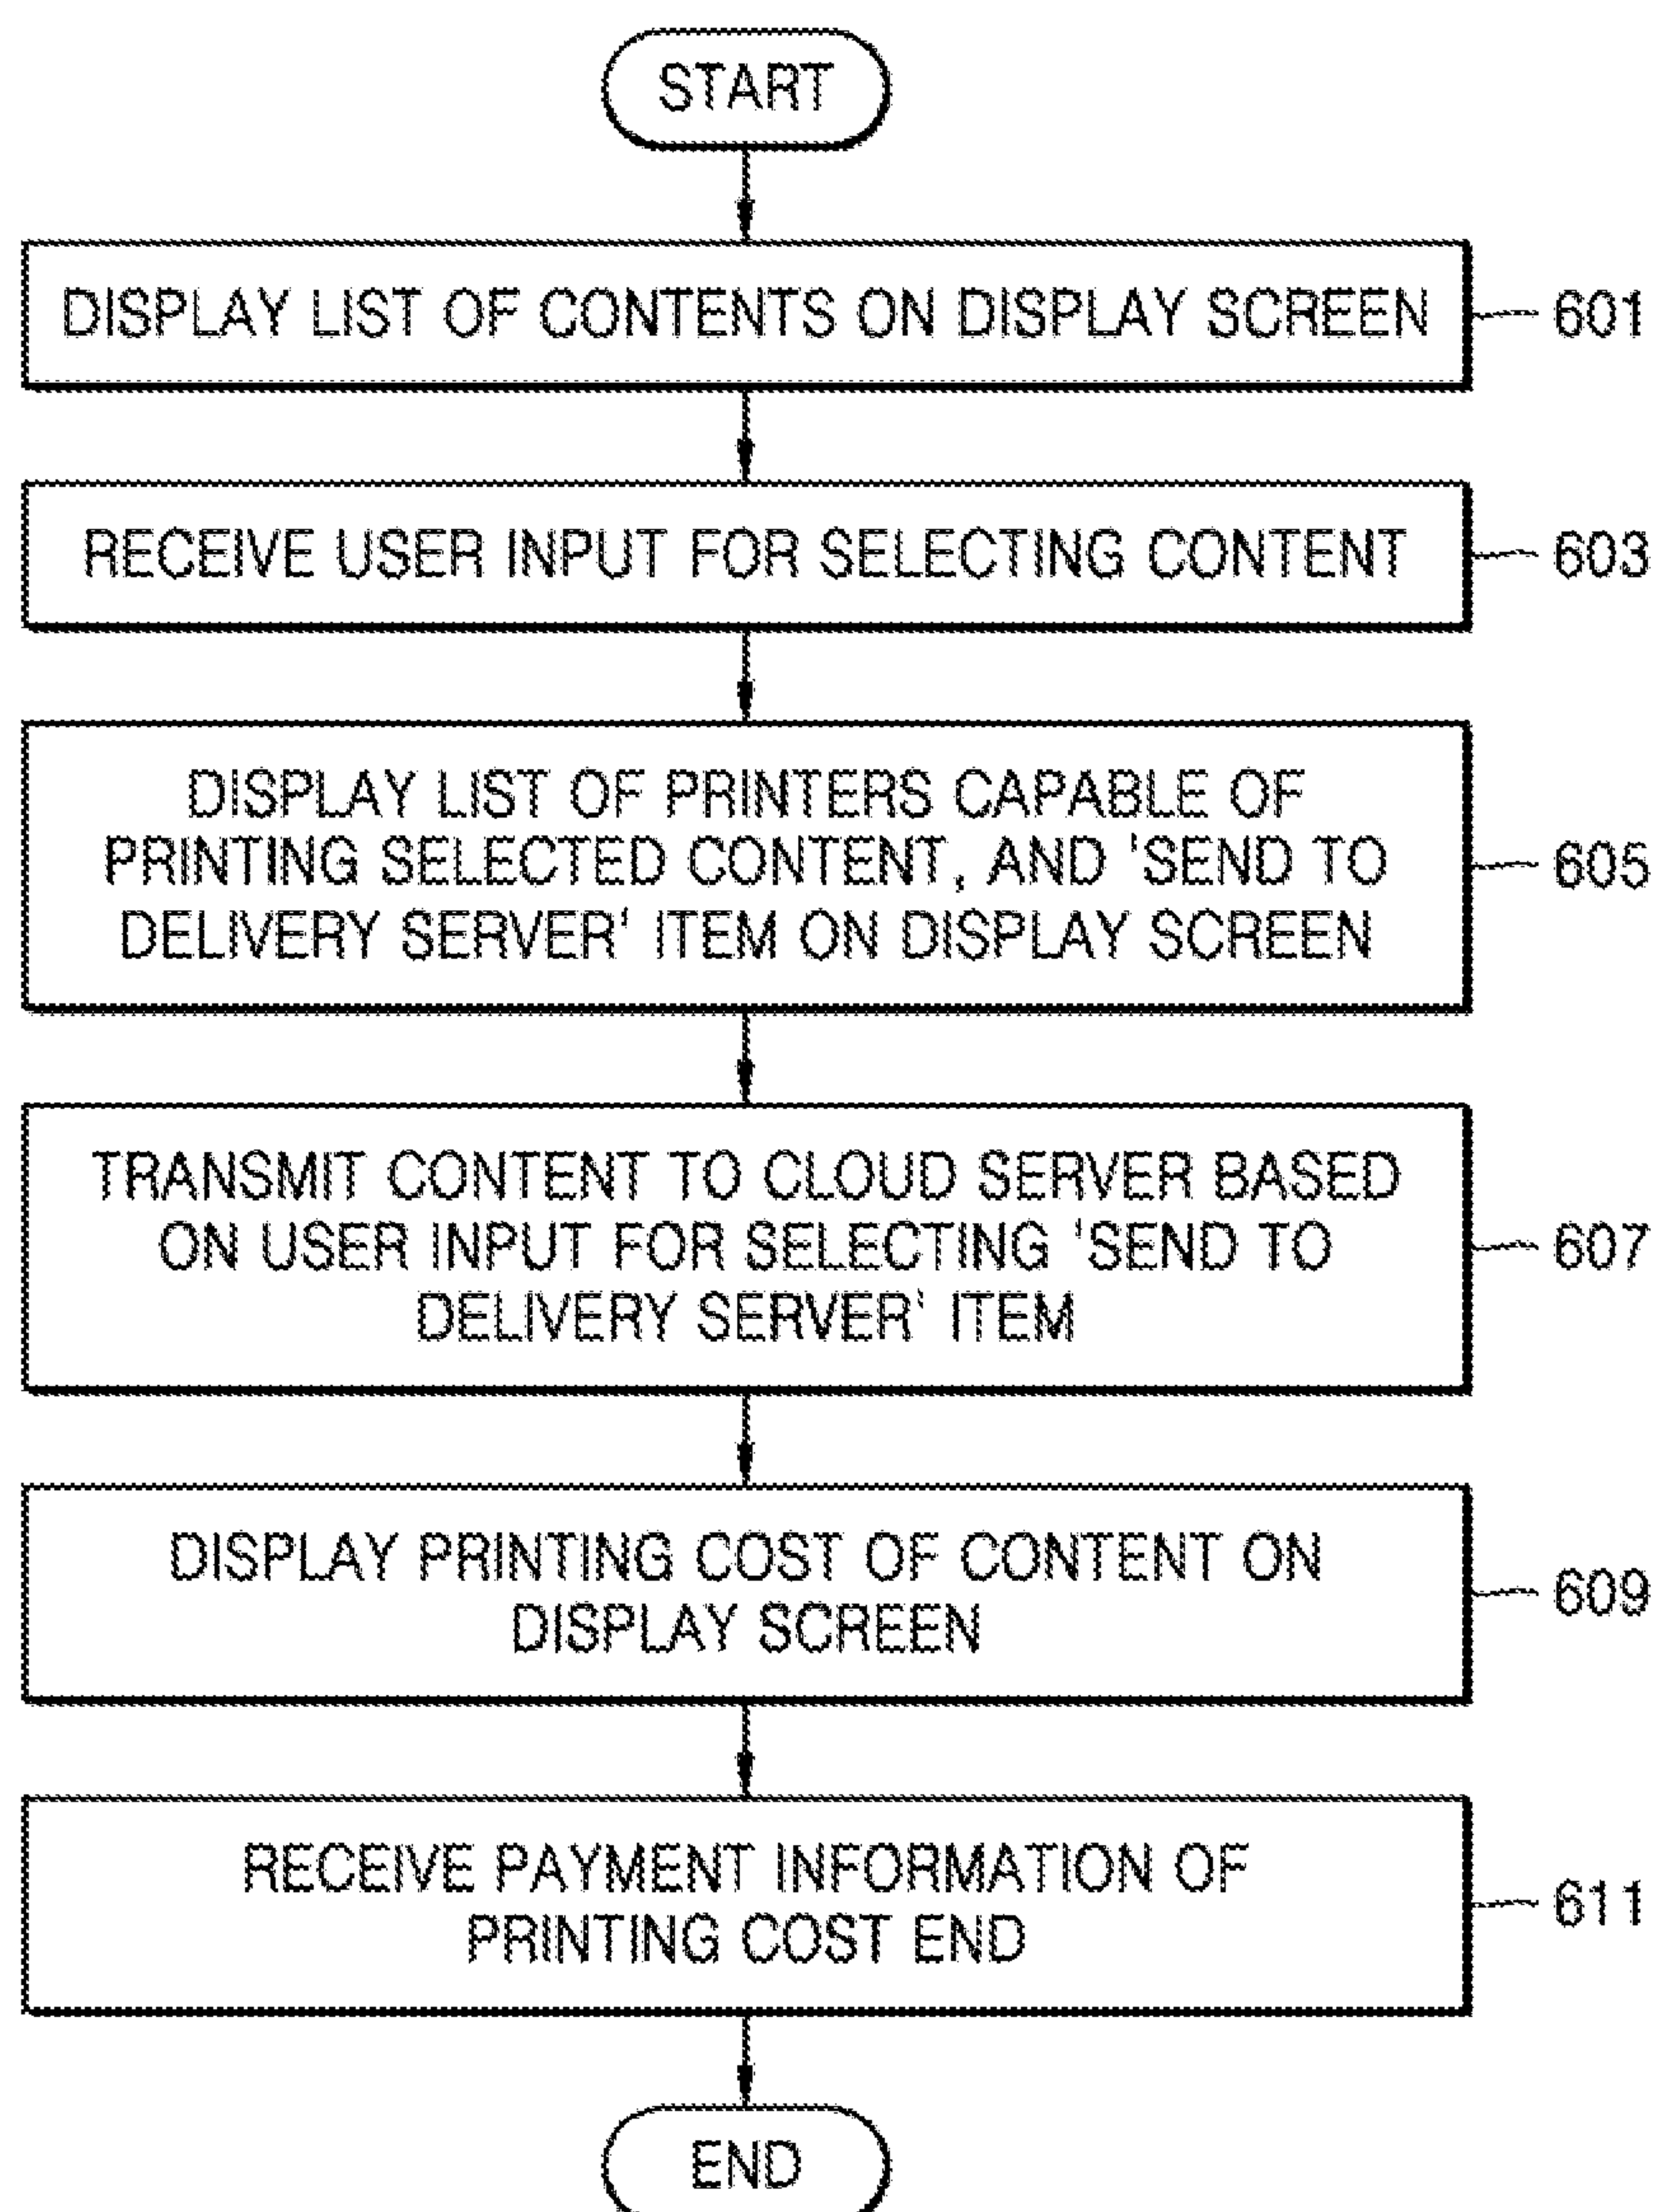 START
DISPLAY LIST OF CONTENTS ON DISPLAY SCREEN
601
RECEIVE USER INPUT FOR SELECTING CONTENT
603
DISPLAY LIST OF PRINTERS CAPABLE OF
PRINTING SELECTED CONTENT, AND 'SEND TO
DELIVERY SERVER' ITEM ON DISPLAY SCREEN
605
TRANSMIT CONTENT TO CLOUD SERVER BASED
ON USER INPUT FOR SELECTING 'SEND TO
DELIVERY SERVER' ITEM
607
DISPLAY PRINTING COST OF CONTENT ON
DISPLAY SCREEN
609
RECEIVE PAYMENT INFORMATION OF
PRINTING COST END
611
END